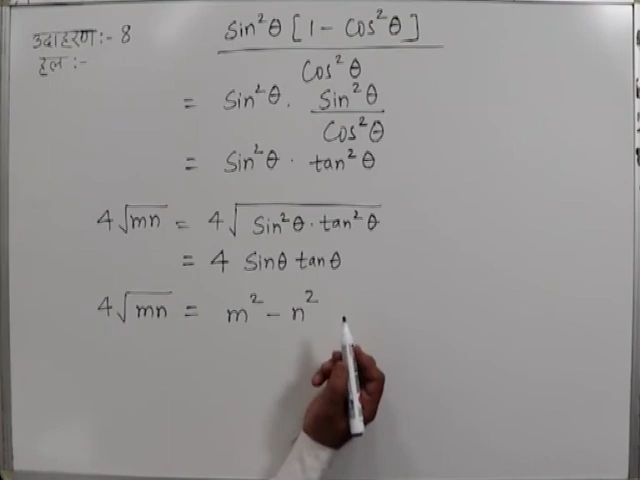 उदाहरण:- 8
हल :-
Sin²θ [1 - Cos²θ]
Cos²θ
= Sin²θ . Sin²θ
Cos²θ
= Sin²θ · tan²θ
4√mn = 4√Sin²θ · tan²θ
= 4 Sinθ tanθ
4√mn = m² - n²